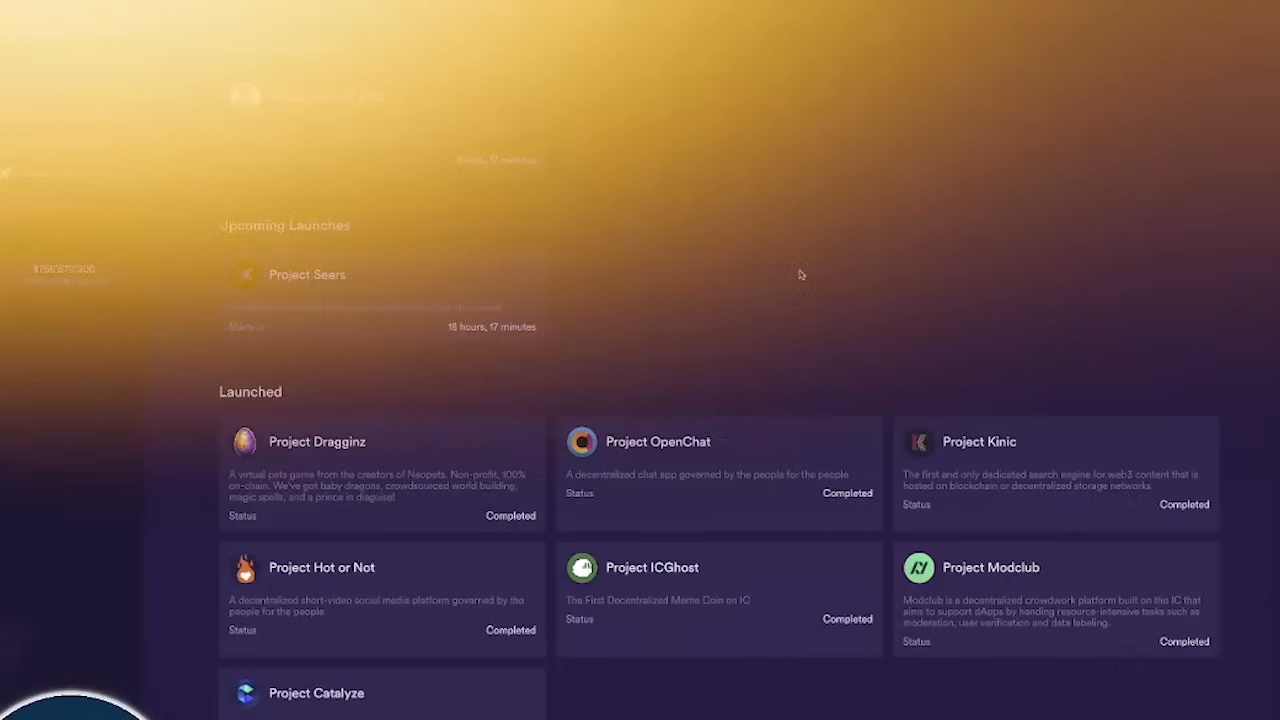 17 minutes
Upcoming Launches
$756'670'300
Project Seers
Starts in
18 hours, 17 minutes
Launched
Project Dragginz
A virtual pets game from the creators of Neopets. Non-profit, 100%
on-chain. We've got baby dragons, crowdsourced world building,
magic spells, and a prince in disguise!
Status
Completed
Project OpenChat
A decentralized chat app governed by the people for the people
Status
Completed
Project Kinic
The first and only dedicated search engine for web3 content that is
hosted on blockchain or decentralized storage networks
Status
Completed
Project Hot or Not
A decentralized short-video social media platform governed by the
people for the people
Status
Completed
Project ICGhost
The First Decentralized Meme Coin on IC
Status
Completed
Project Modclub
Modclub is a decentralized crowdwork platform built on the IC that
aims to support dApps by handing resource-intensive tasks such as
moderation, user verification and data labeling.
Status
Completed
Project Catalyze